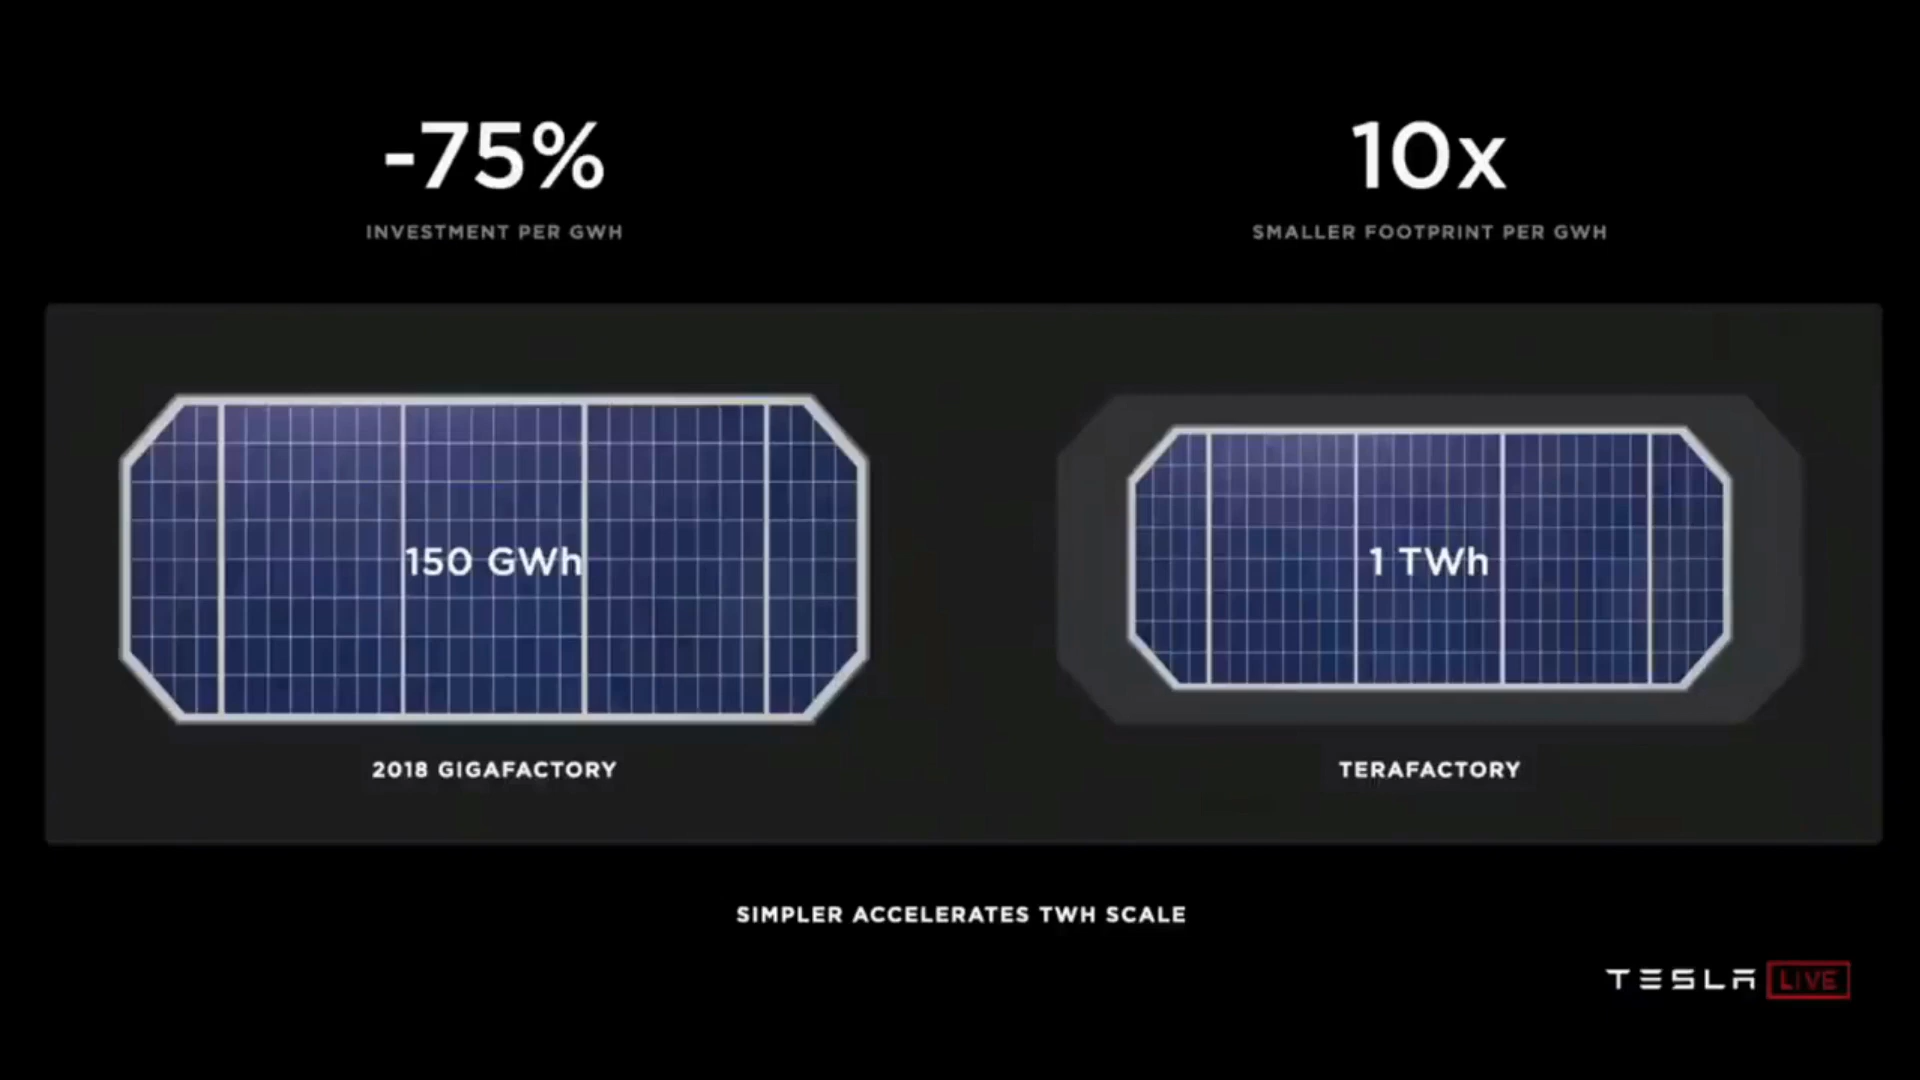 -75%
INVESTMENT PER GWH
10x
SMALLER FOOTPRINT PER GWH
150 GWh
2018 GIGAFACTORY
1 TWh
TERAFACTORY
SIMPLER ACCELERATES TWH SCALE
TESLA LIVE